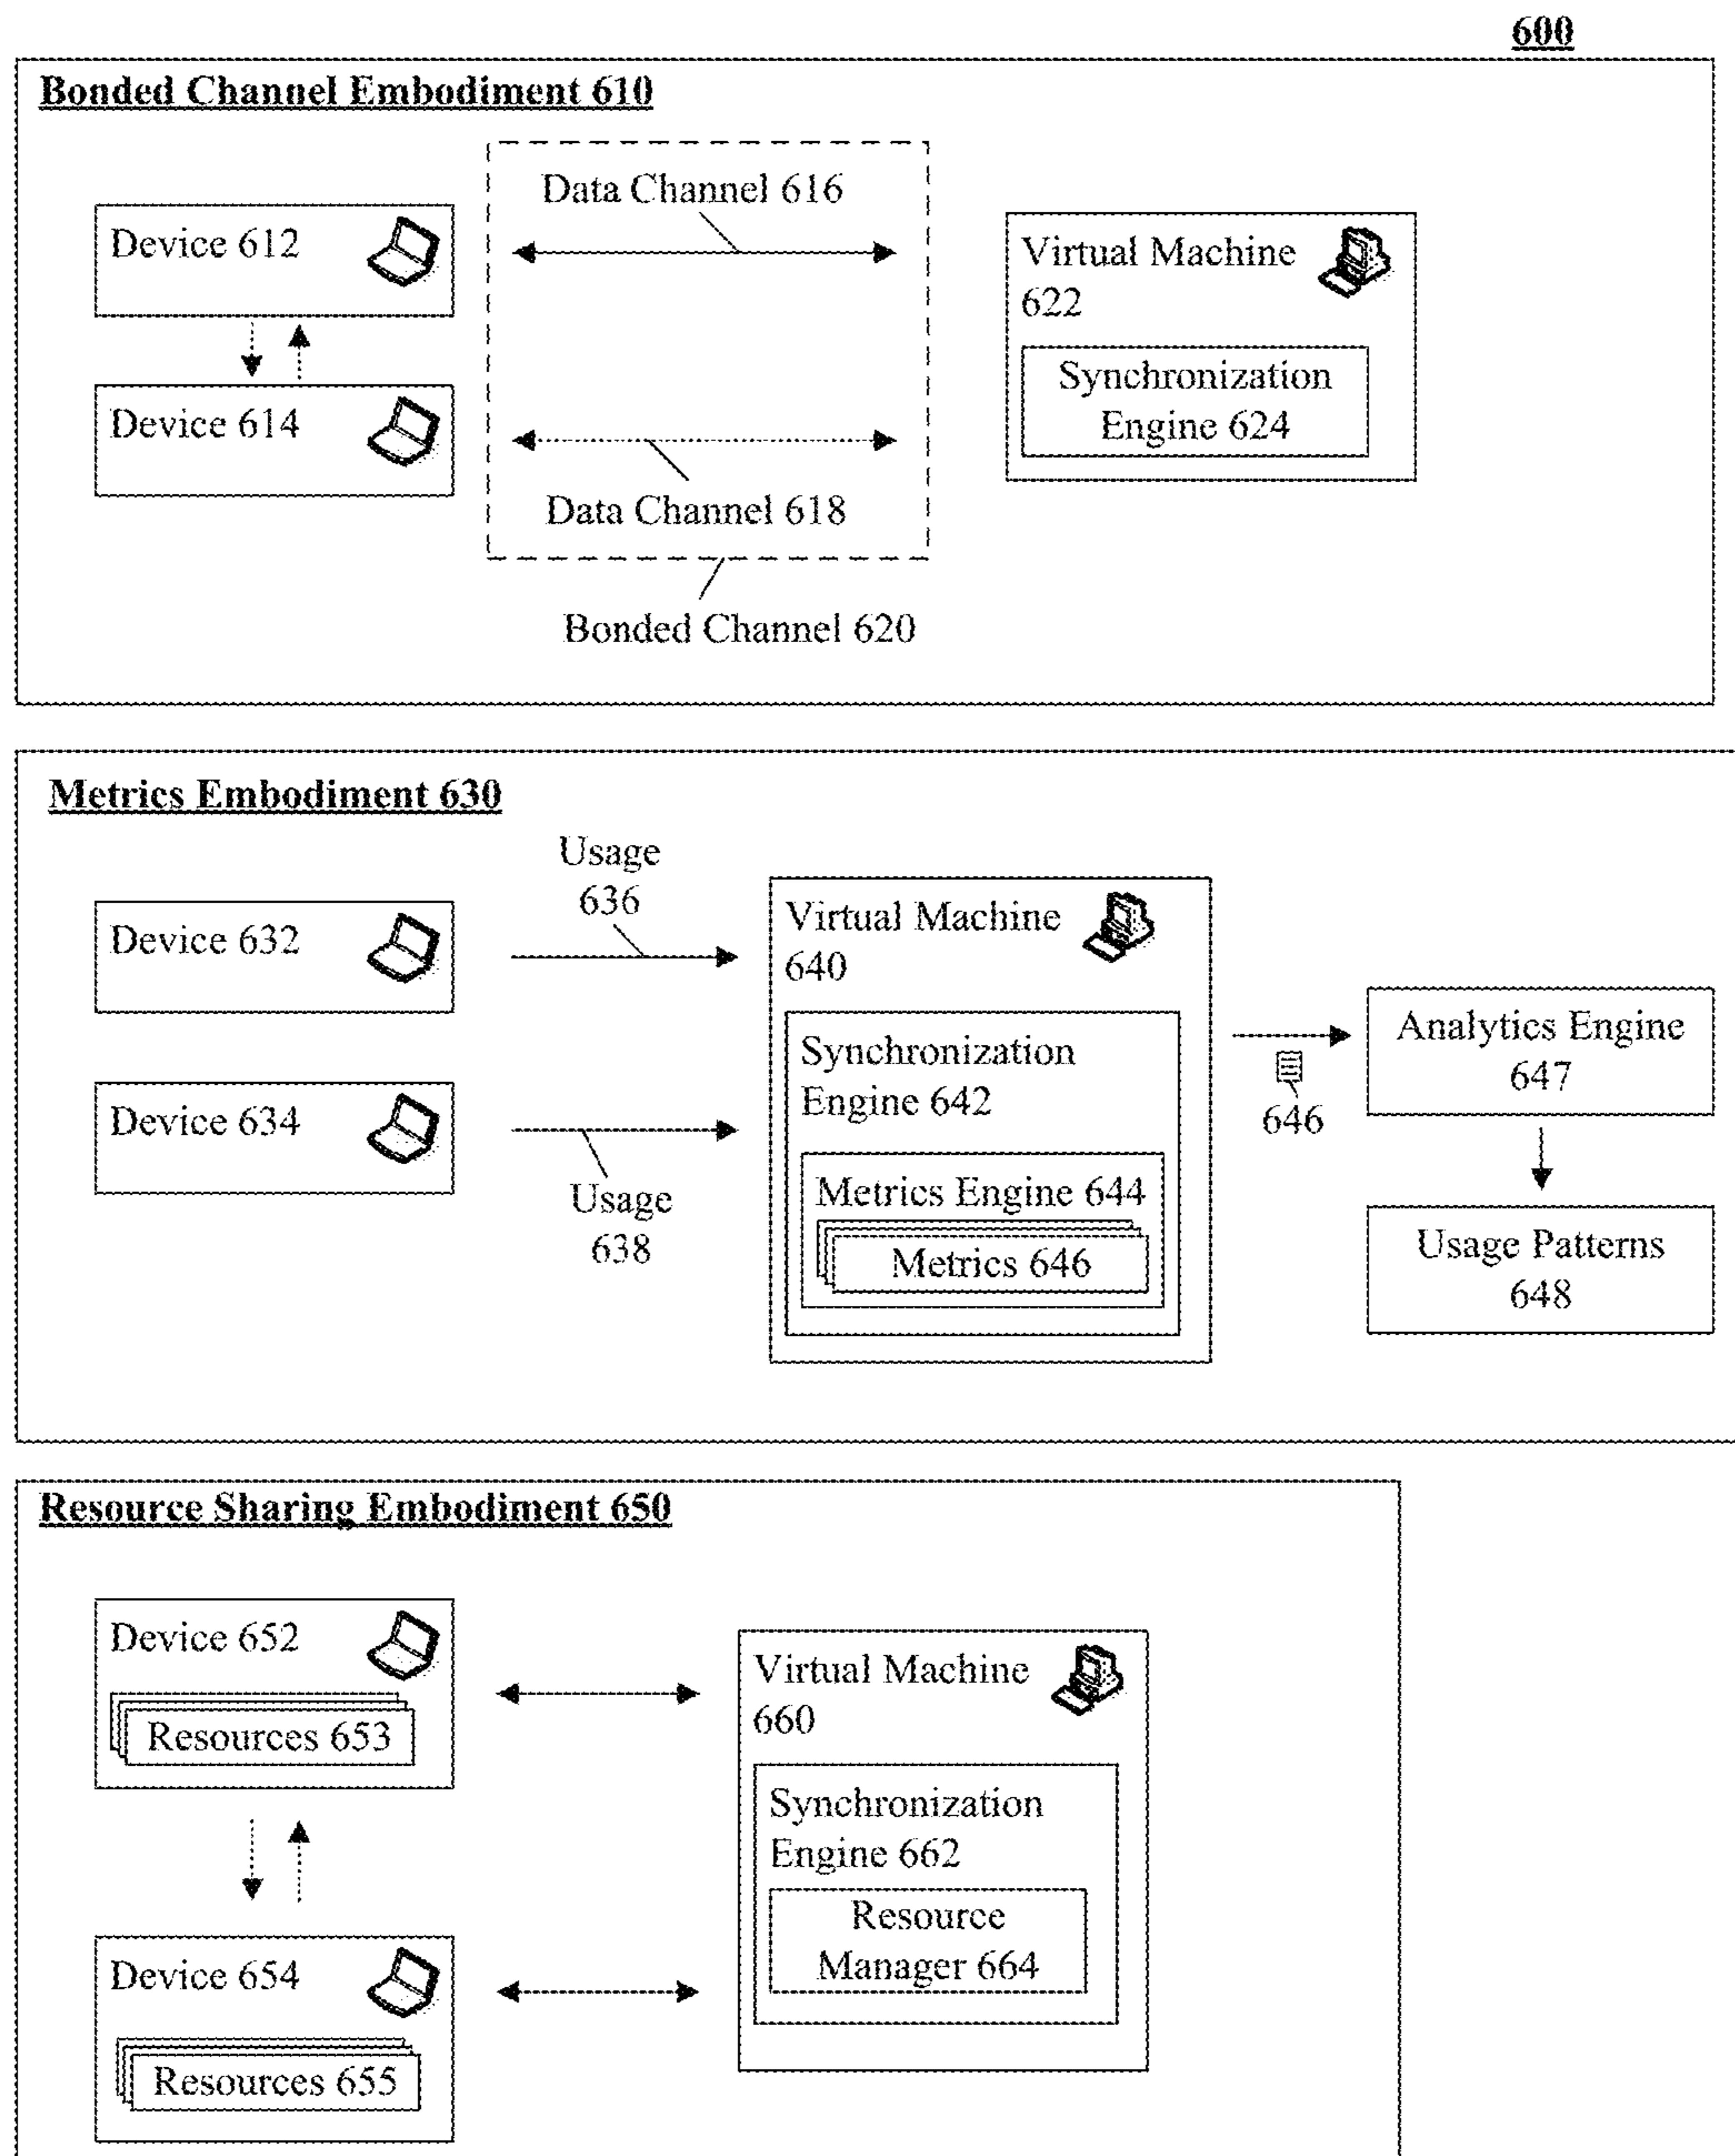 600
Bonded Channel Embodiment 610
Data Channel 616
Device 612
Virtual Machine
622
Synchronization
Engine 624
Device 614
Data Channel 618
Bonded Channel 620
Metrics Embodiment 630
Usage
636
Device 632
Virtual Machine
640
Synchronization
Engine 642
Analytics Engine
647
646
Device 634
Metrics Engine 644
Usage
638
Metrics 646
Usage Patterns
648
Resource Sharing Embodiment 650
Device 652
Resources 653
Virtual Machine
660
Synchronization
Engine 662
Resource
Manager 664
Device 654
Resources 655